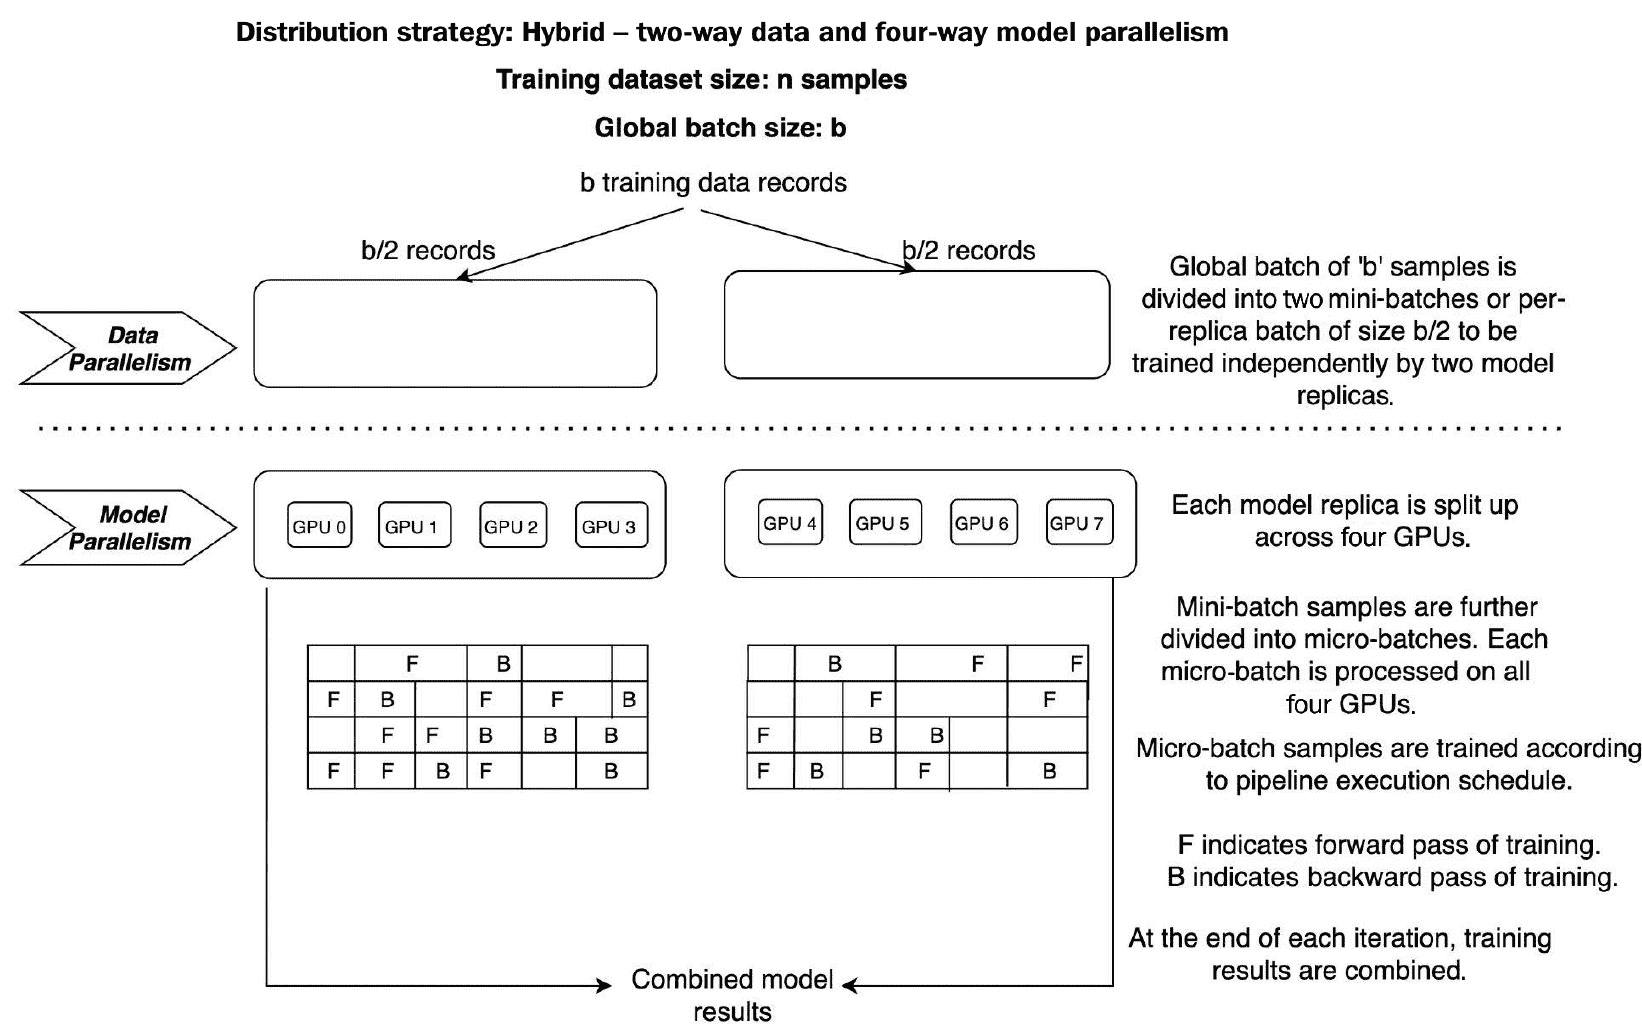 Distribution strategy: Hybrid – two-way data and four-way model parallelism
Training dataset size: n samples
Global batch size: b
b training data records
b/2 records
b/2 records
Data
Parallelism
Global batch of 'b' samples is
divided into two mini-batches or per-
replica batch of size b/2 to be
trained independently by two model
replicas.
Model
Parallelism
GPU 0 GPU 1 GPU 2 GPU 3
GPU 4 GPU 5 GPU 6 GPU 7
Each model replica is split up
across four GPUs.
F B
F B F F B
F F B B B
F F B F B
B F F
F F
F B B
F B F B
Mini-batch samples are further
divided into micro-batches. Each
micro-batch is processed on all
four GPUs.
Micro-batch samples are trained according
to pipeline execution schedule.
F indicates forward pass of training.
B indicates backward pass of training.
At the end of each iteration, training
results are combined.
Combined model
results